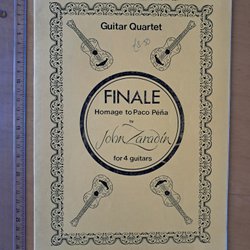 Guitar Quartet
£3.50
FINALE
Homage to Paco Peña
by
John Zaradin
for 4 guitars